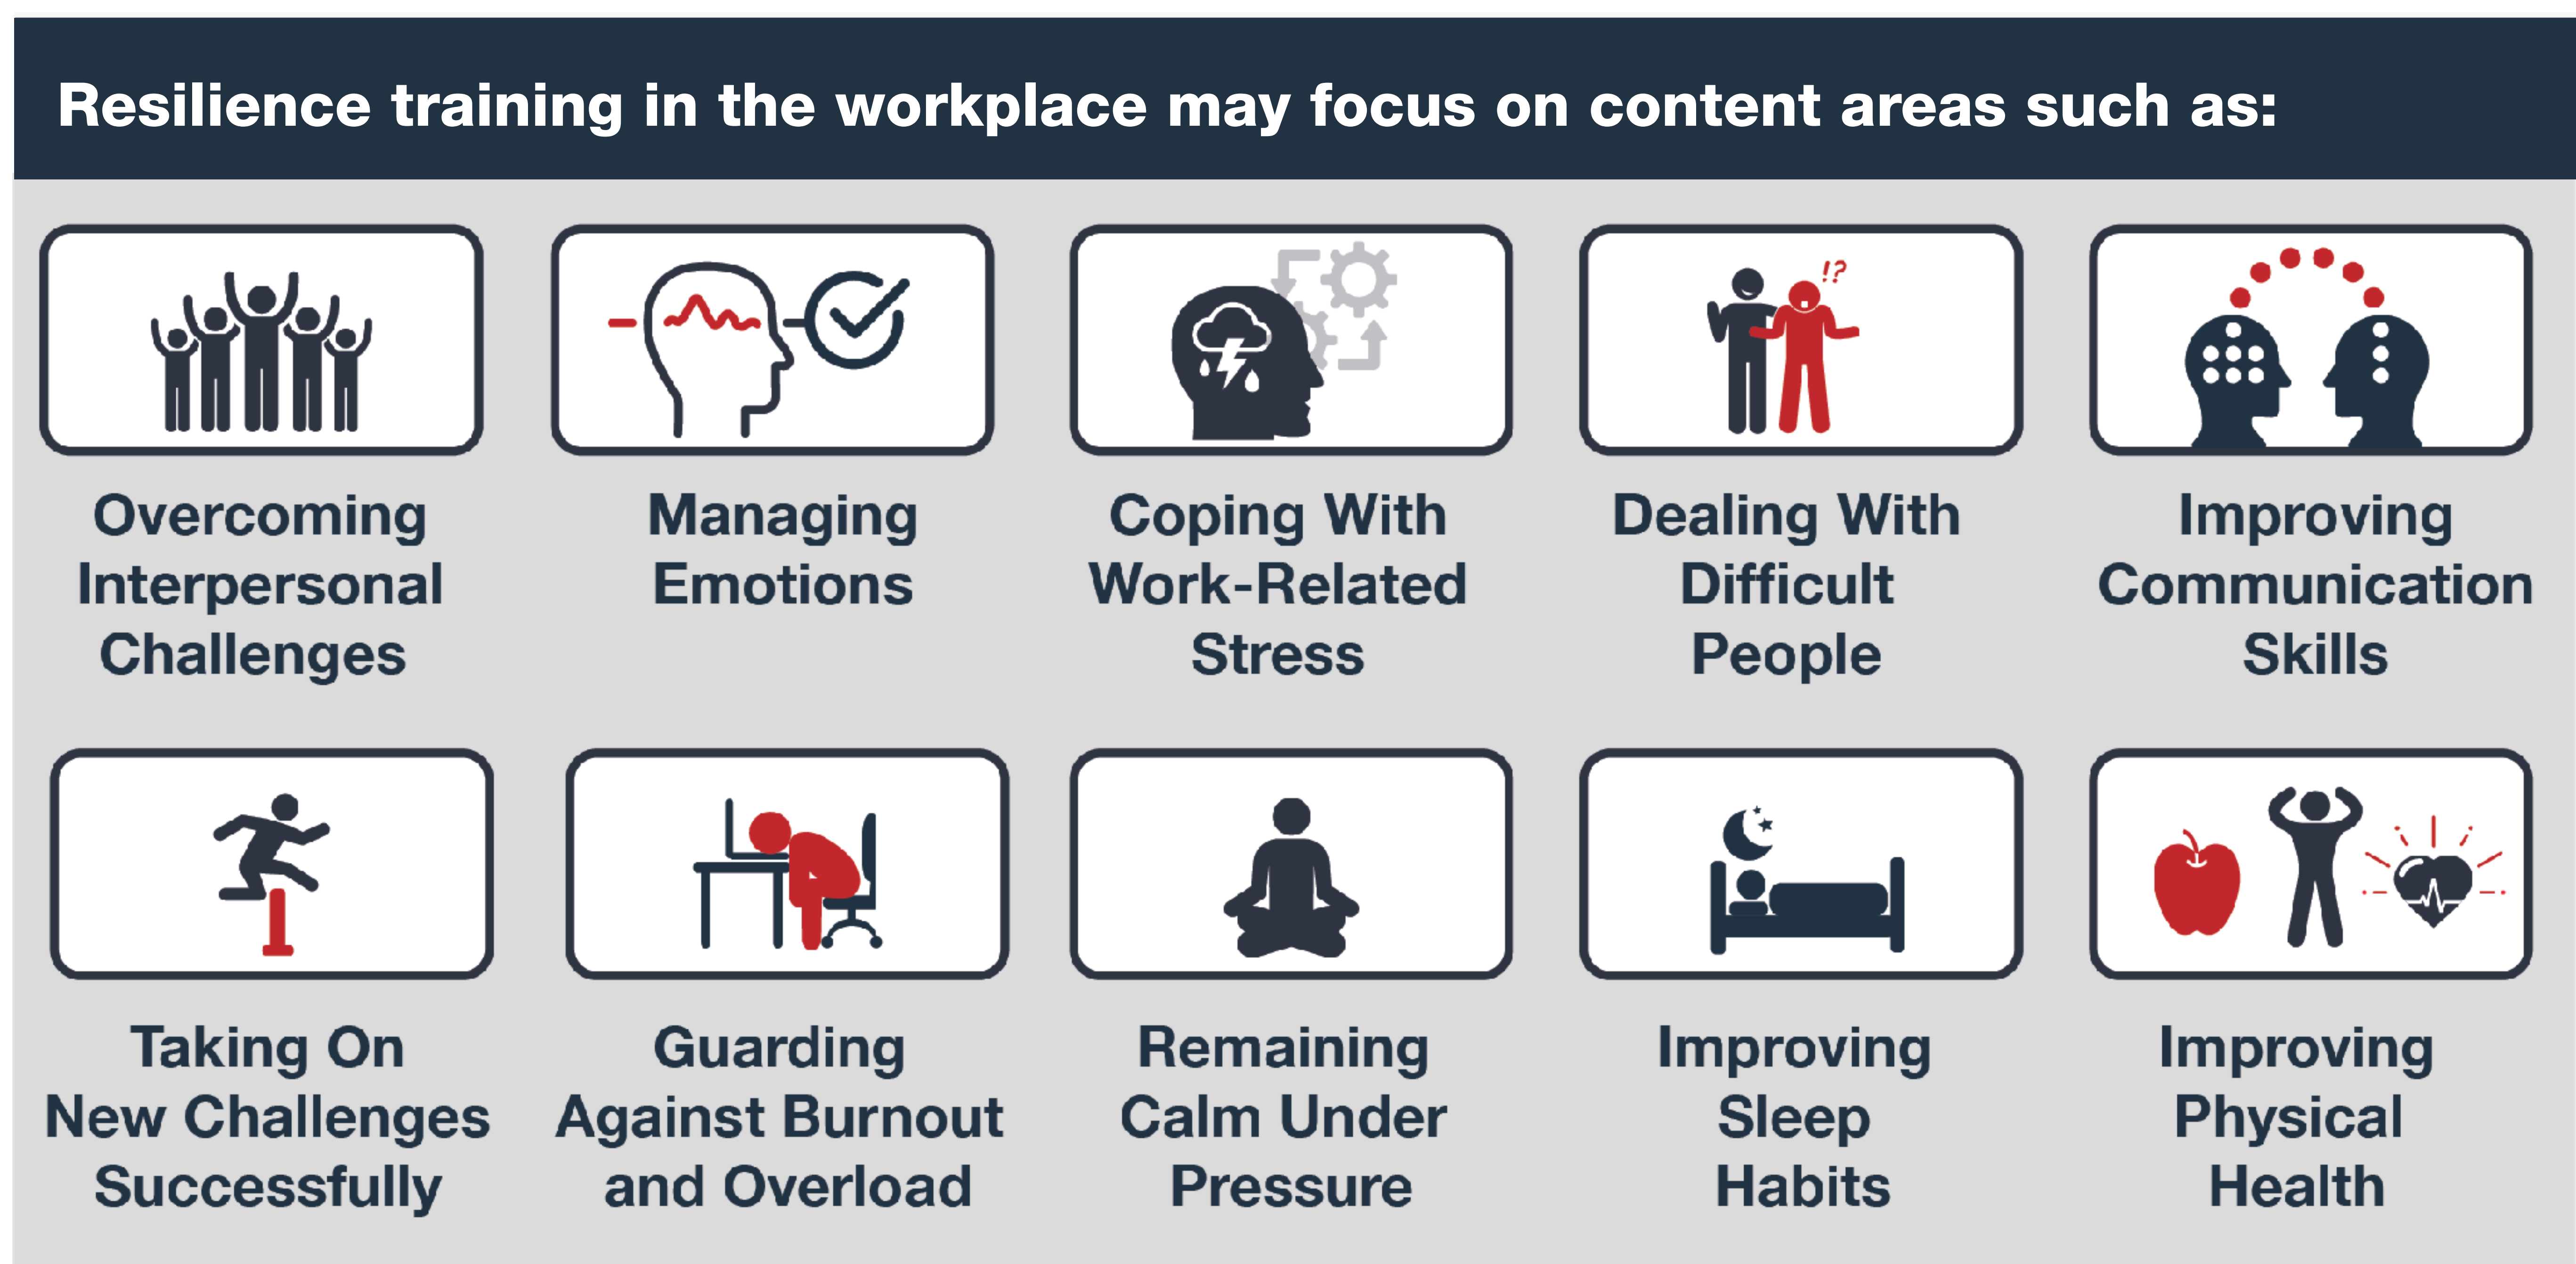 Resilience training in the workplace may focus on content areas such as:
Overcoming
Interpersonal
Challenges
Managing
Emotions
Coping With
Work-Related
Stress
!?
Dealing With
Difficult
People
Improving
Communication
Skills
Taking On
New Challenges
Successfully
Guarding
Against Burnout
and Overload
Remaining
Calm Under
Pressure
Improving
Sleep
Habits
Improving
Physical
Health